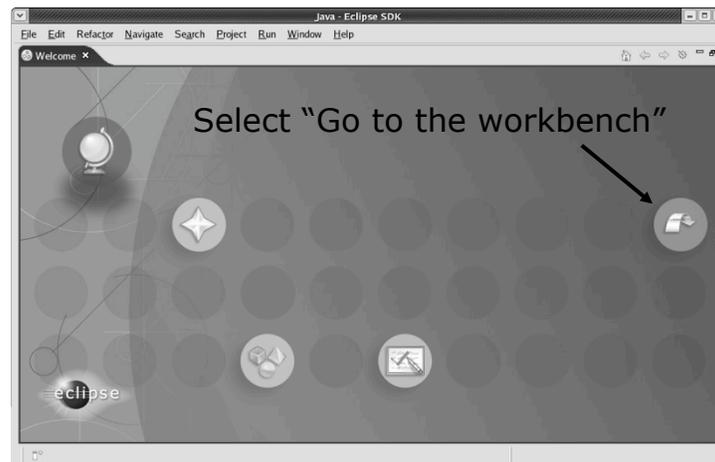 Java - Eclipse SDK
File Edit Refactor Navigate Search Project Run Window Help
Welcome
Select “Go to the workbench”
eclipse